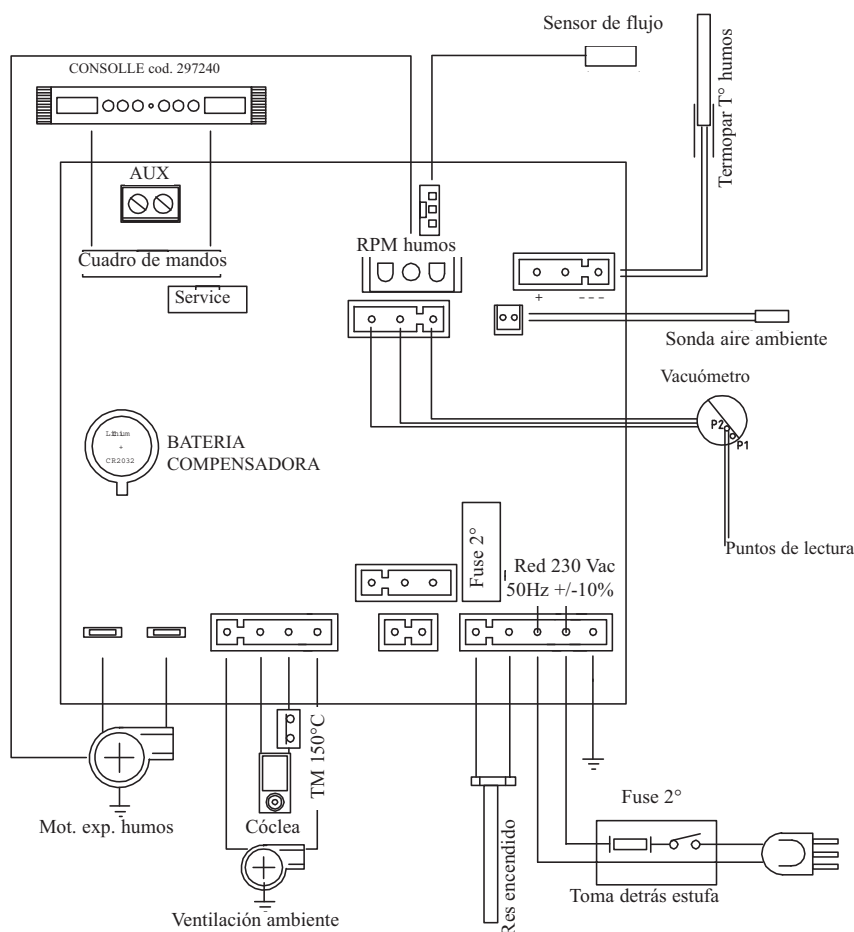 Sensor de flujo
CONSOLLE cod. 297240
Termopar T° humos
AUX
RPM humos
Cuadro de mandos
Service
+
---
Sonda aire ambiente
Vacuómetro
P2
P1
Lithium
+
CR2032
BATERIA
COMPENSADORA
Puntos de lectura
Fuse 2°
Red 230 Vac
50Hz +/-10%
TM 150°C
Fuse 2°
Mot. exp. humos
Cóclea
Res encendido
Toma detrás estufa
Ventilación ambiente